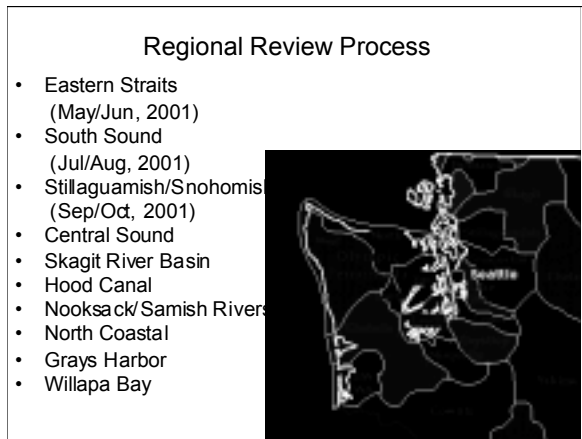 Regional Review Process
• Eastern Straits
(May/Jun, 2001)
• South Sound
(Jul/Aug, 2001)
• Stillaguamish/Snohomish
(Sep/Oct, 2001)
• Central Sound
• Skagit River Basin
• Hood Canal
• Nooksack/Samish Rivers
• North Coastal
• Grays Harbor
• Willapa Bay
Seattle